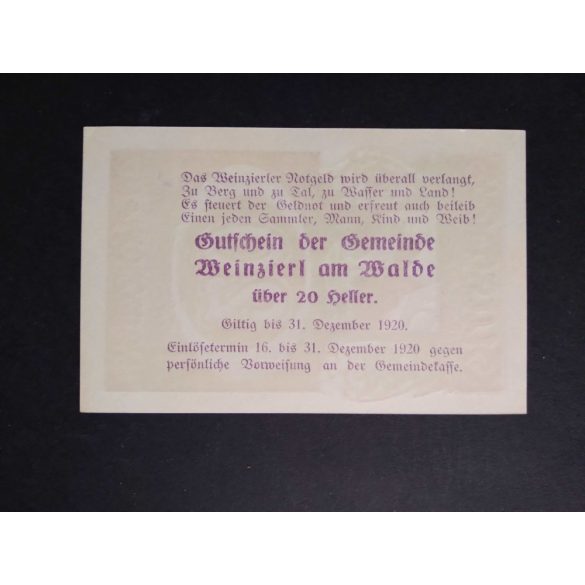 Das Weinzierler Notgeld wird überall verlangt,
Zu Berg und zu Tal, zu Wasser und Land!
Es steuert der Geldnot und erfreut auch beileib
Einen jeden Sammler, Mann, Kind und Weib!
Gutschein der Gemeinde
Weinzierl am Walde
über 20 Heller.
Giltig bis 31. Dezember 1920.
Einlösetermin 16. bis 31. Dezember 1920 gegen
persönliche Vorweisung an der Gemeindekasse.